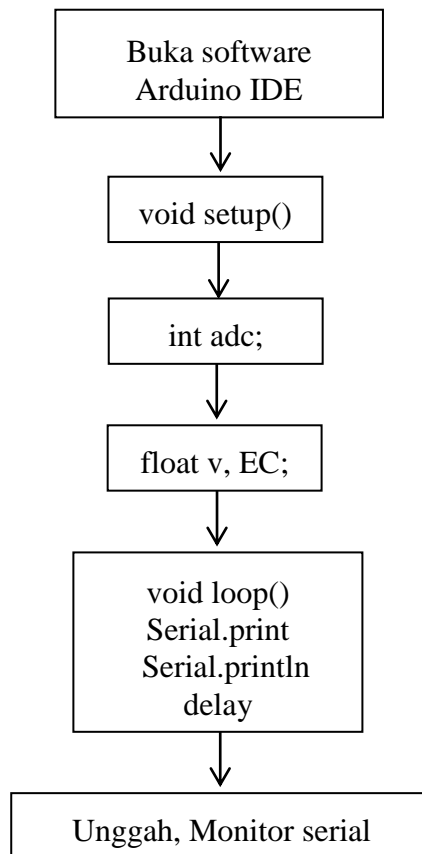 Buka software
Arduino IDE
void setup()
int adc;
float v, EC;
void loop()
Serial.print
Serial.println
delay
Unggah, Monitor serial